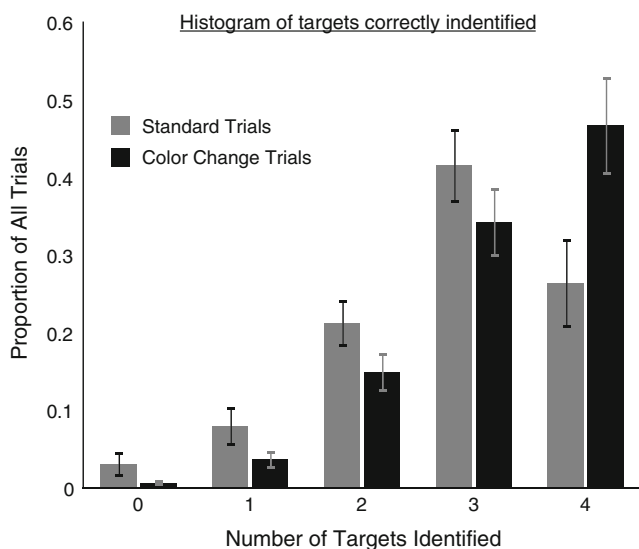 Histogram of targets correctly indentified
0.6
0.5
0.4
0.3
0.2
0.1
0
Proportion of All Trials
Standard Trials
Color Change Trials
0 1 2 3 4
Number of Targets Identified